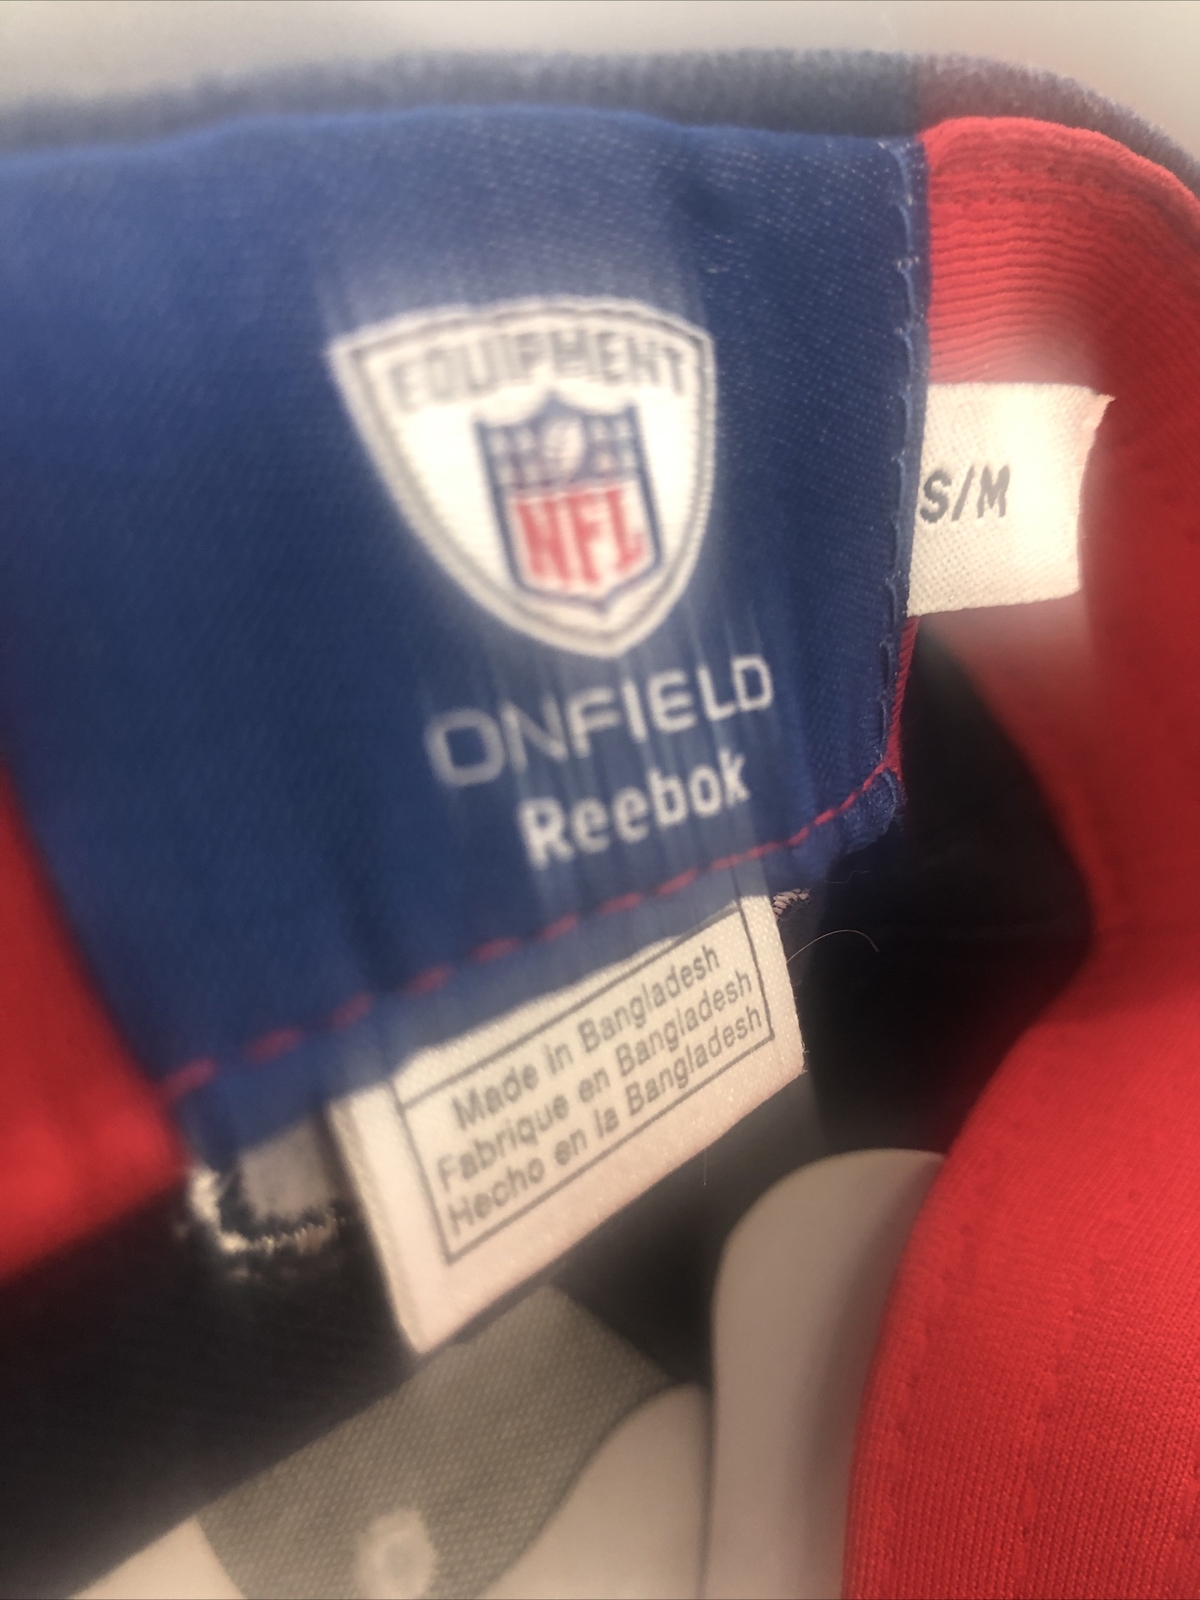 EQUIPMENT
NFL
S/M
ONFIELD
Reebok
Made in Bangladesh
Fabrique en Bangladesh
Hecho en la Bangladesh